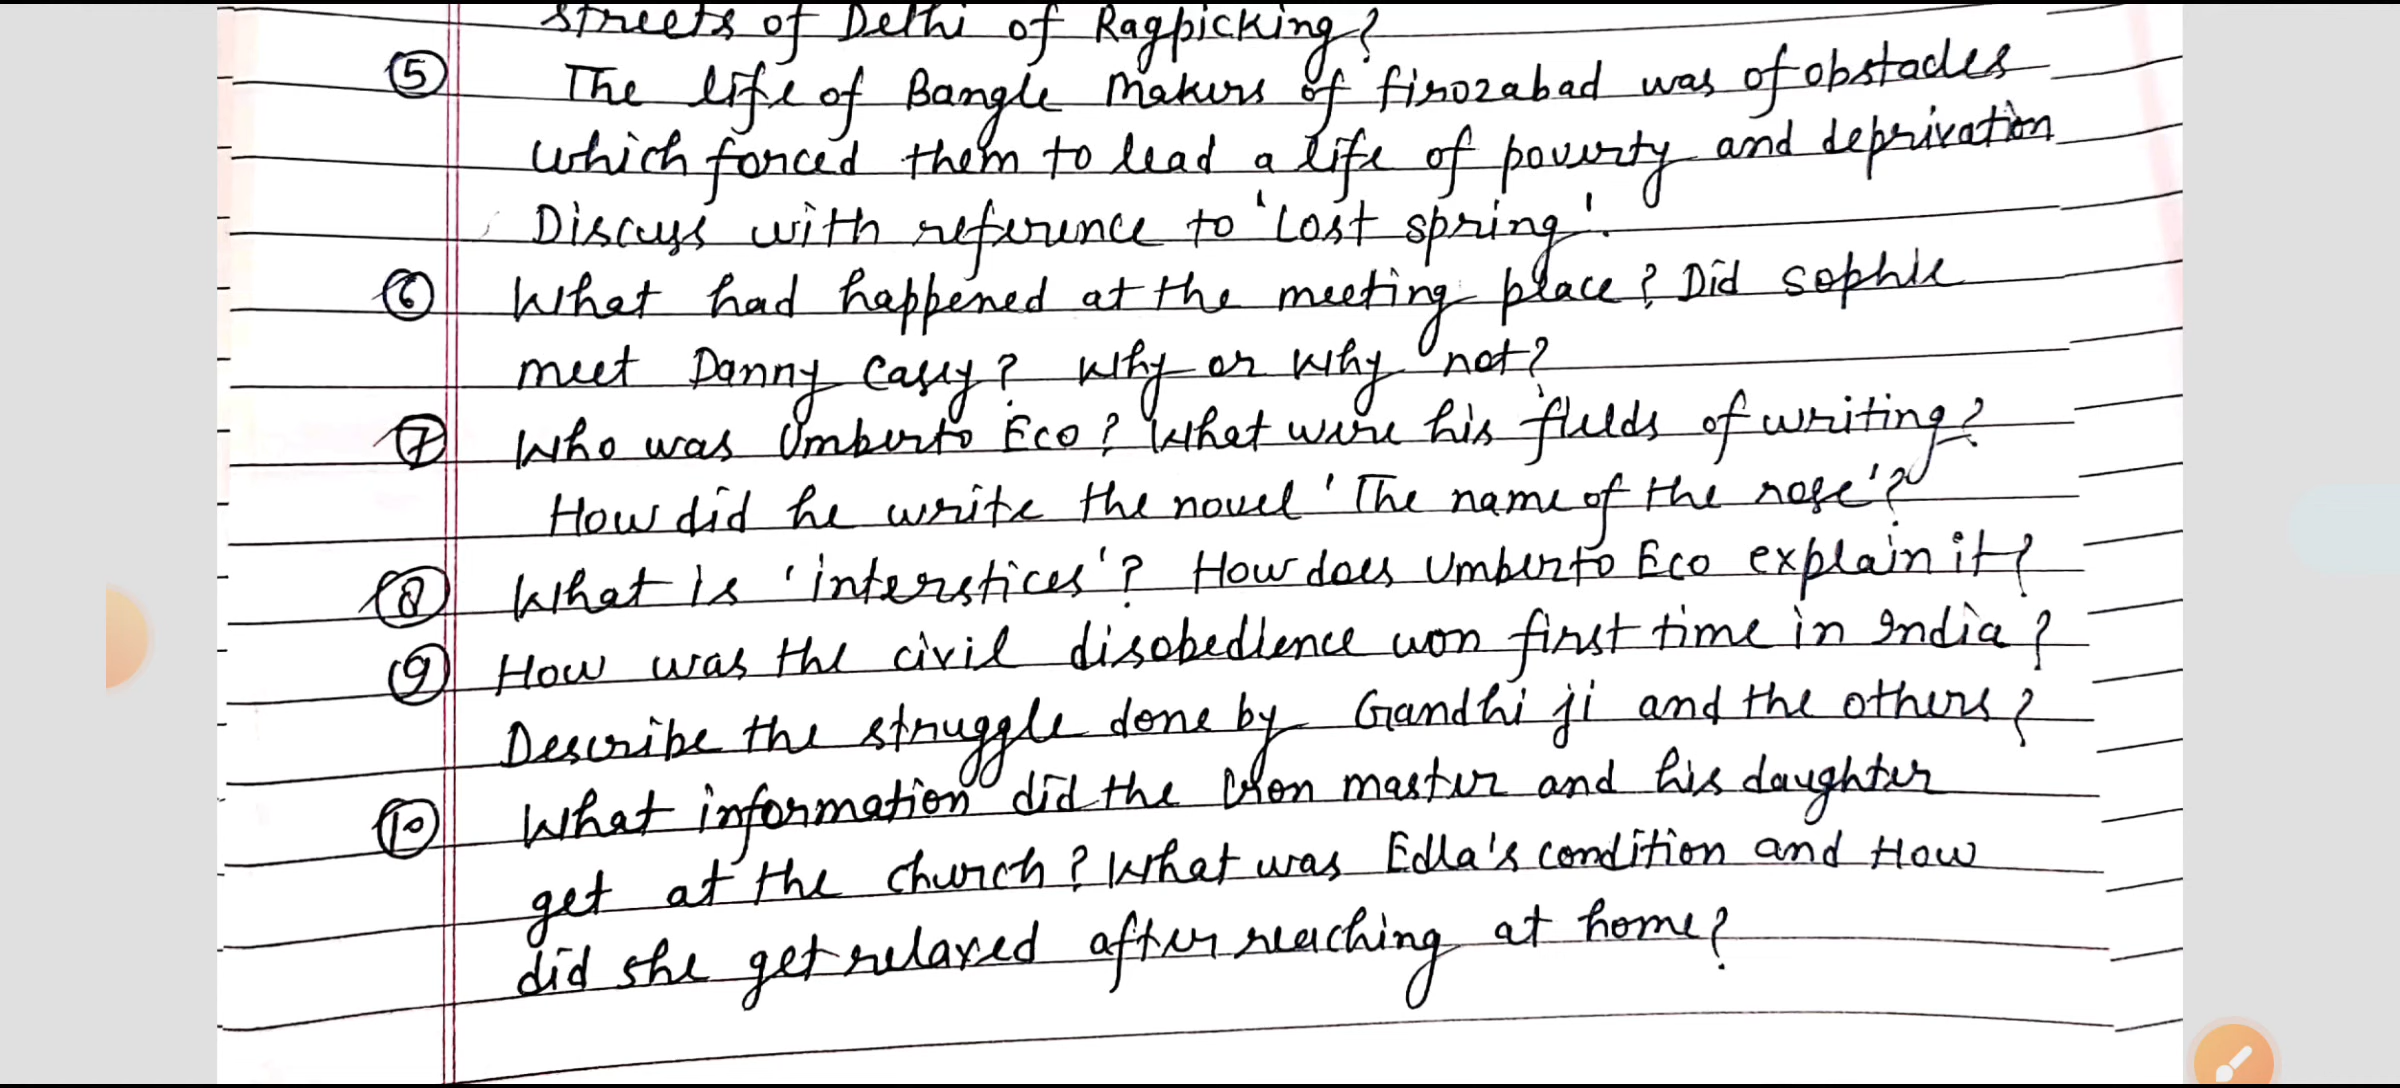 streets of Delhi of Ragpicking?
⑤ The life of Bangle Makers of firozabad was of obstacles
which forced them to lead a life of poverty and deprivation
Discuss with reference to 'Lost spring'.
⑥ What had happened at the meeting place? Did sophie
meet Danny Casey? Why or Why not?
⑦ Who was Umberto Eco? What were his fields of writing?
How did he write the novel 'The name of the rose'?
⑧ What is 'interstices'? How does Umberto Eco explain it?
⑨ How was the civil disobedience won first time in India?
Describe the struggle done by Gandhi ji and the others?
⑩ What information did the Iron master and his daughter
get at the church? What was Edla's condition and How
did she get relaxed after reaching at home?